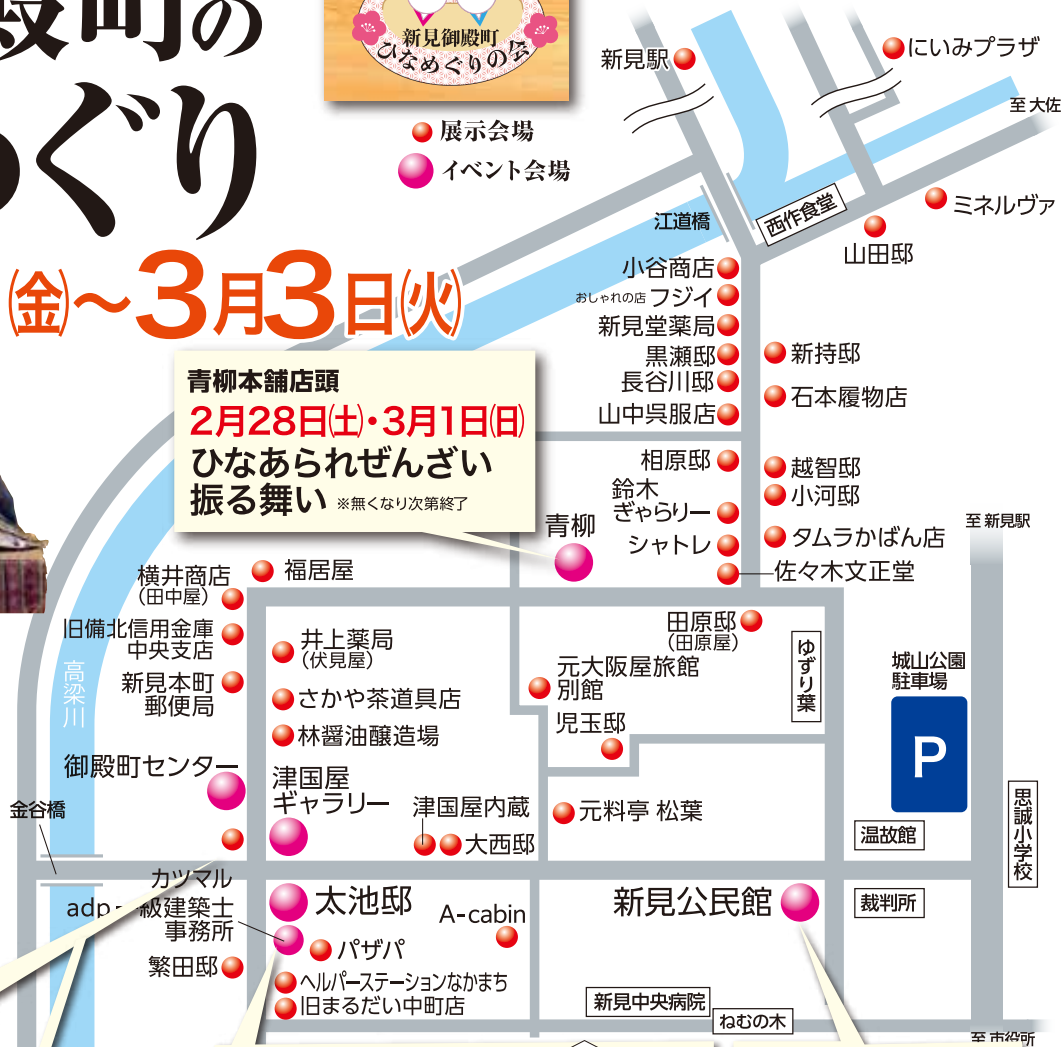 殿町の
めぐり
新見御殿町
ひなめぐりの会
展示会場
イベント会場
(金)～3月3日(火)
新見駅
にいみプラザ
至 大佐
江道橋
西作食堂
ミネルヴァ
山田邸
小谷商店
おしゃれの店 フジイ
新見堂薬局
黒瀬邸
新持邸
長谷川邸
石本履物店
山中呉服店
青柳本舗店頭
2月28日(土)・3月1日(日)
ひなあられぜんざい
振る舞い ※無くなり次第終了
相原邸
越智邸
鈴木
ぎゃらりー
小河邸
シャトレ
タムラかばん店
佐々木文正堂
青柳
至 新見駅
横井商店
(田中屋)
福居屋
旧備北信用金庫
中央支店
井上薬局
(伏見屋)
新見本町
郵便局
さかや茶道具店
林醤油醸造場
高梁川
田原邸
(田原屋)
元大阪屋旅館
別館
児玉邸
ゆずり葉
城山公園
駐車場
P
御殿町センター
津国屋
ギャラリー
津国屋内蔵
大西邸
元料亭 松葉
金谷橋
温故館
思誠小学校
カツマル
太池邸
A-cabin
新見公民館
裁判所
adp一級建築士
事務所
パザパ
繁田邸
ヘルパーステーションなかまち
旧まるだい中町店
新見中央病院
ねむの木
至 市役所